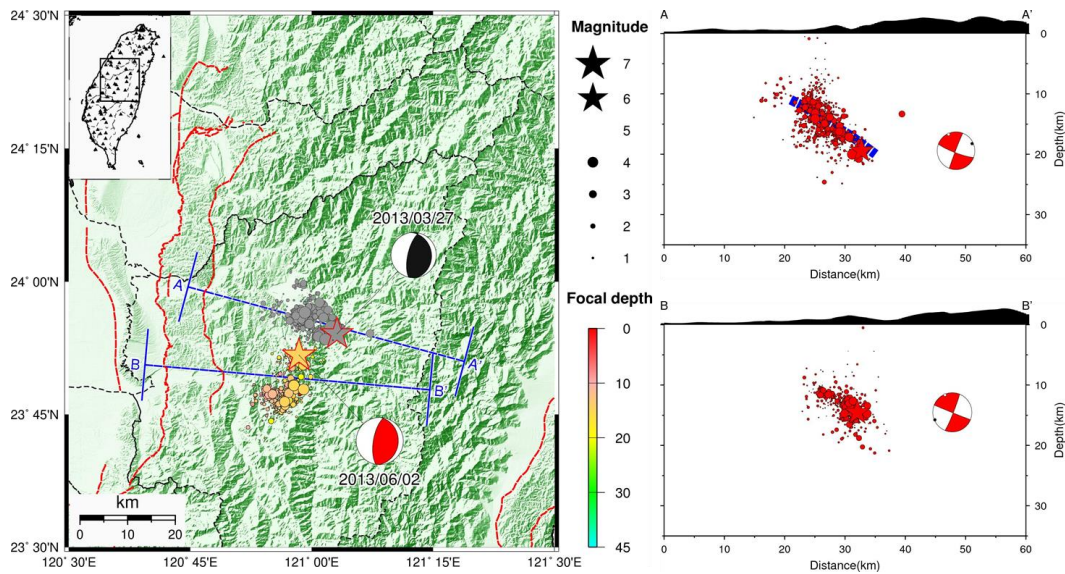 24° 30'N
24° 15'N
24° 00'N
23° 45'N
23° 30'N
120° 30'E
120° 45'E
121° 00'E
121° 15'E
121° 30'E
2013/03/27
A
A'
B
B'
2013/06/02
km
0 10 20
Magnitude
7
6
5
4
3
2
1
Focal depth
0
10
20
30
40
45
A A'
0
10
20
30
Depth(km)
0 10 20 30 40 50 60
Distance(km)
B B'
0
10
20
30
Depth(km)
0 10 20 30 40 50 60
Distance(km)